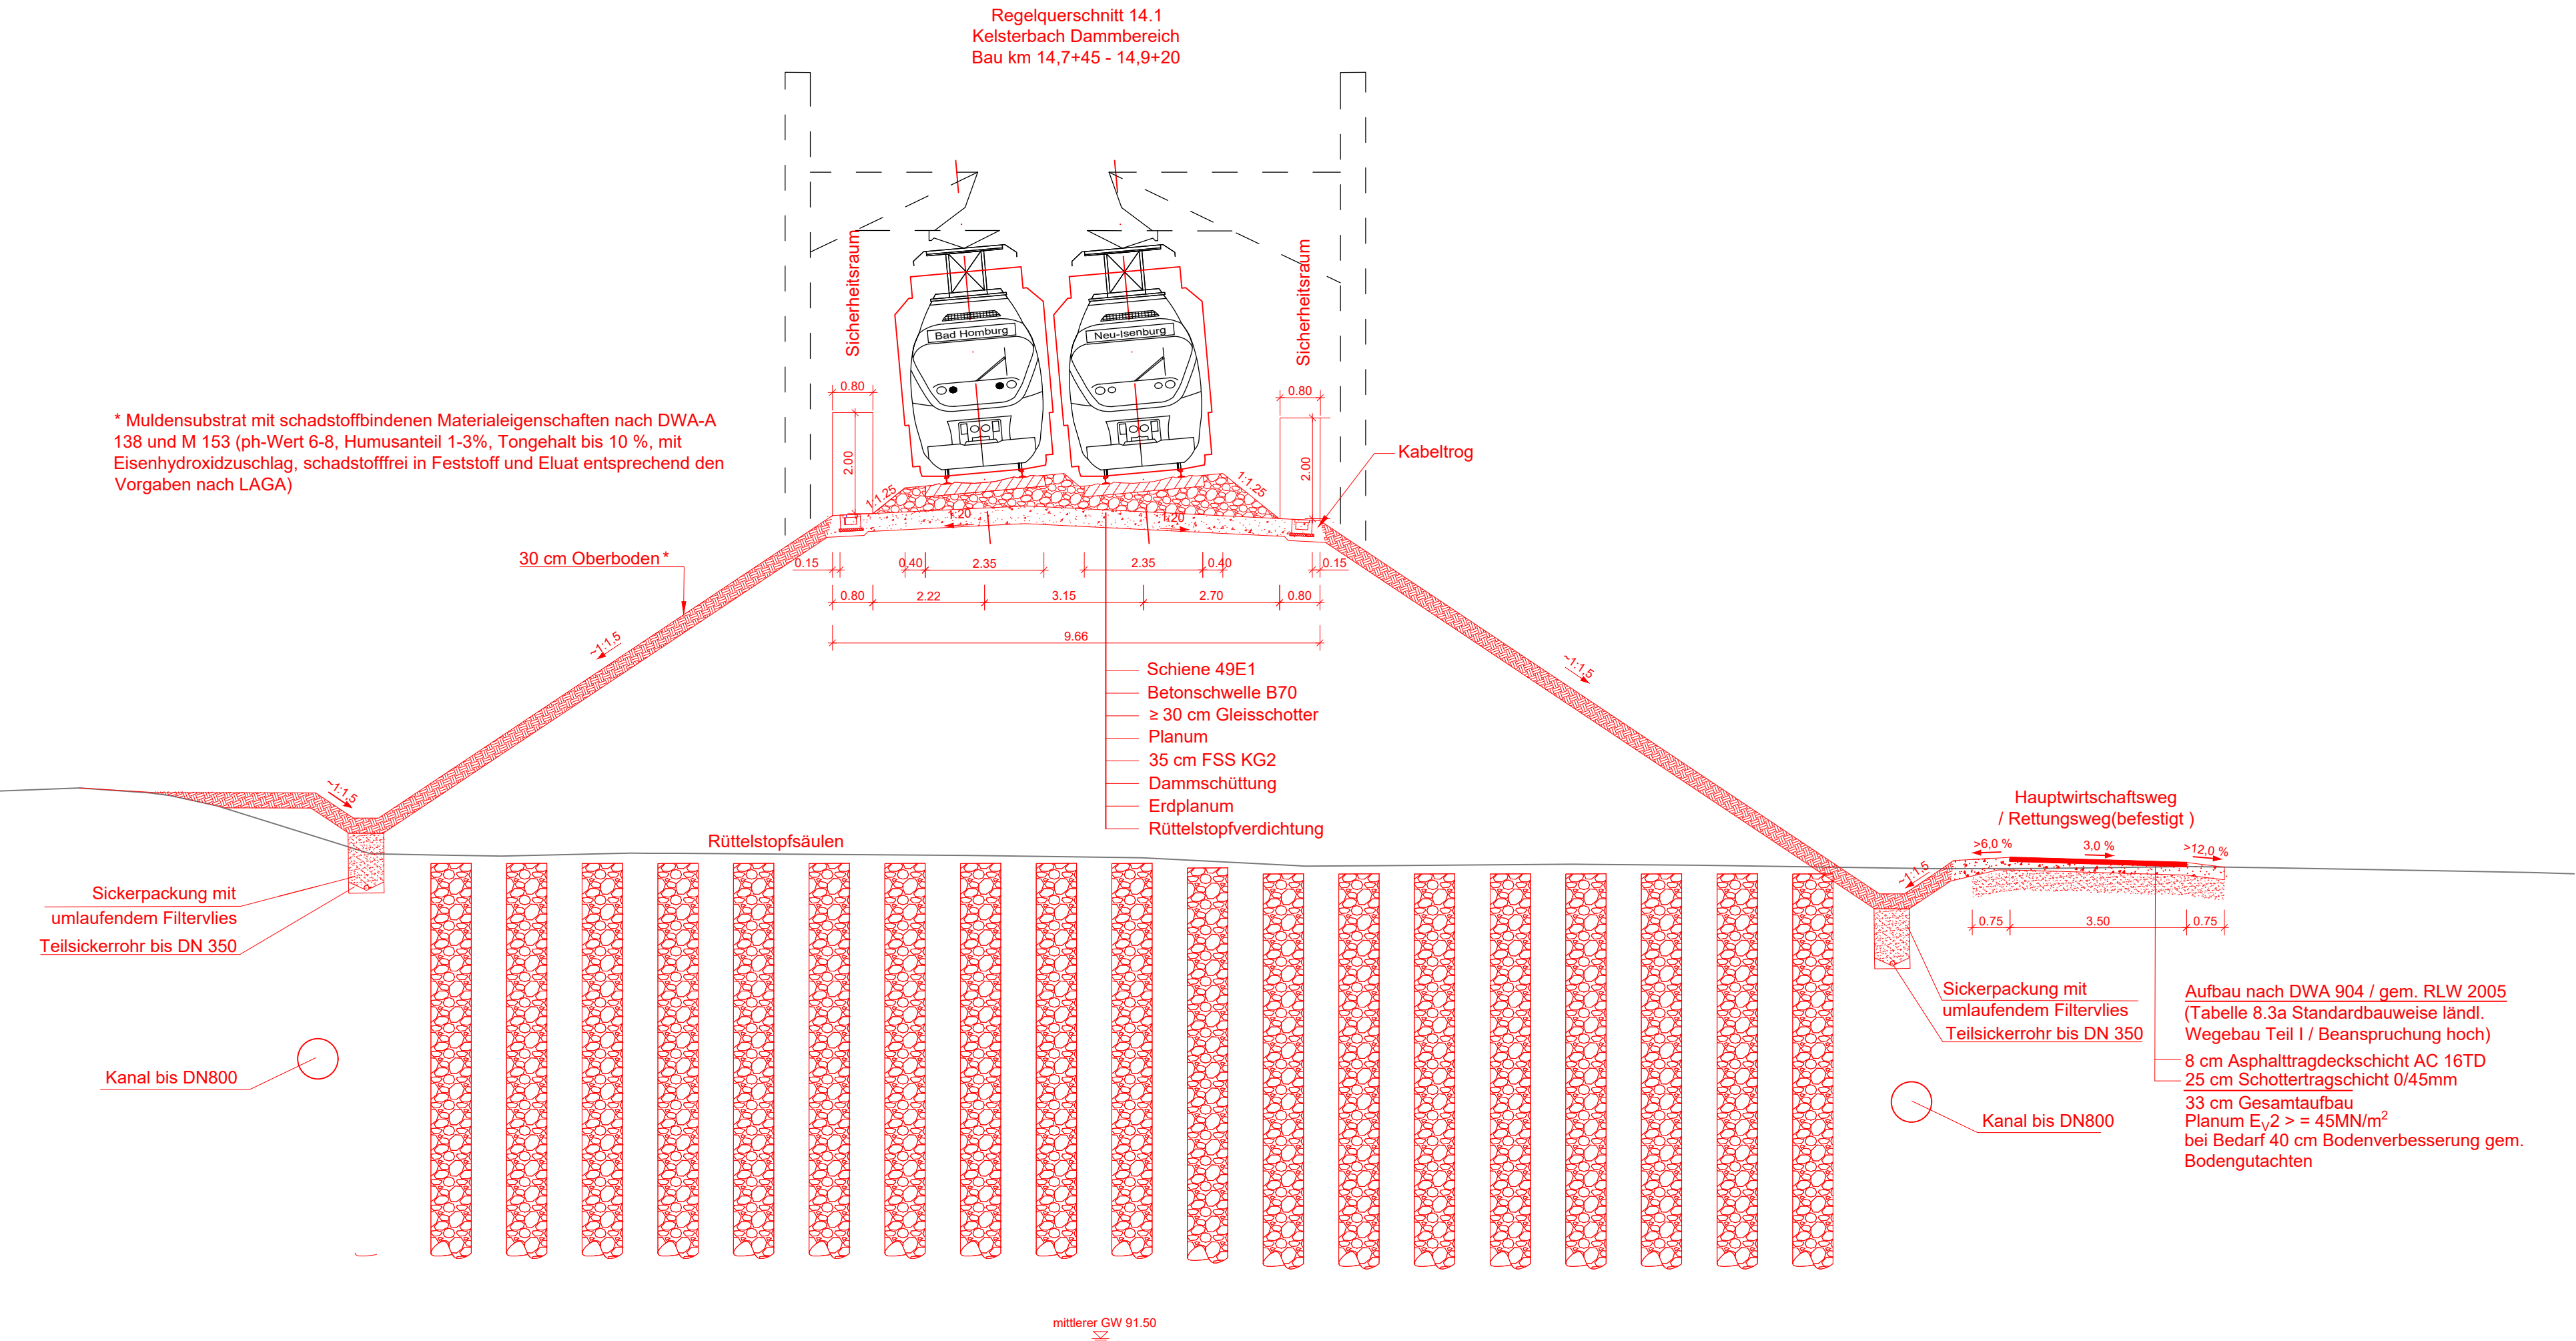 Regelquerschnitt 14.1
Kelsterbach Dammbereich
Bau km 14,7+45 - 14,9+20
Sicherheitsraum
Sicherheitsraum
Bad Homburg
Neu-Isenburg
0.80
0.80
2.00
2.00
* Muldensubstrat mit schadstoffbindenen Materialeigenschaften nach DWA-A
138 und M 153 (ph-Wert 6-8, Humusanteil 1-3%, Tongehalt bis 10 %, mit
Eisenhydroxidzuschlag, schadstofffrei in Feststoff und Eluat entsprechend den
Vorgaben nach LAGA)
Kabeltrog
1:1.25
1:1.25
1:20
1:20
30 cm Oberboden *
0.15
0.40
2.35
2.35
0.40
0.15
0.80
2.22
3.15
2.70
0.80
9.66
~1:1,5
~1:1,5
Schiene 49E1
Betonschwelle B70
≥ 30 cm Gleisschotter
Planum
35 cm FSS KG2
Dammschüttung
Erdplanum
Rüttelstopfverdichtung
~1:1,5
Rüttelstopfsäulen
Hauptwirtschaftsweg
/ Rettungsweg(befestigt )
>6,0 %
3,0 %
>12,0 %
~1:1,5
0.75
3.50
0.75
Sickerpackung mit
umlaufendem Filtervlies
Teilsickerrohr bis DN 350
Kanal bis DN800
Sickerpackung mit
umlaufendem Filtervlies
Teilsickerrohr bis DN 350
Kanal bis DN800
Aufbau nach DWA 904 / gem. RLW 2005
(Tabelle 8.3a Standardbauweise ländl.
Wegebau Teil I / Beanspruchung hoch)
8 cm Asphalttragdeckschicht AC 16TD
25 cm Schottertragschicht 0/45mm
33 cm Gesamtaufbau
Planum Ev2 > = 45MN/m²
bei Bedarf 40 cm Bodenverbesserung gem.
Bodengutachten
mittlerer GW 91.50